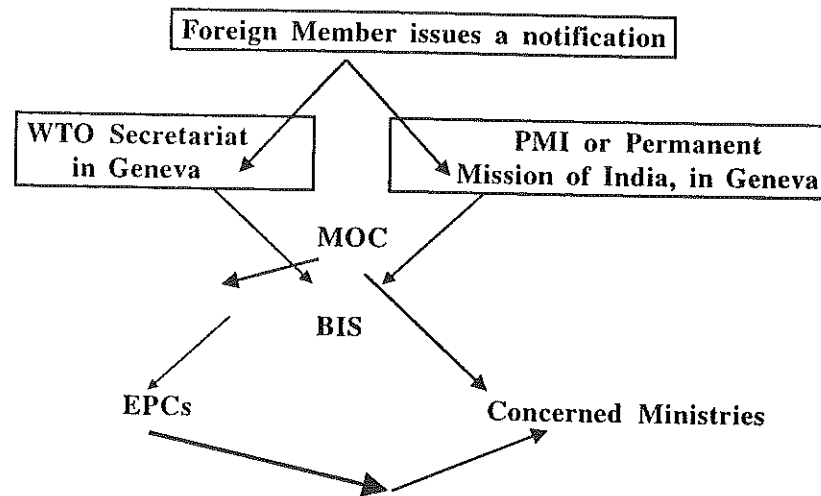 Foreign Member issues a notification
WTO Secretariat
in Geneva
PMI or Permanent
Mission of India, in Geneva
MOC
BIS
EPCs
Concerned Ministries